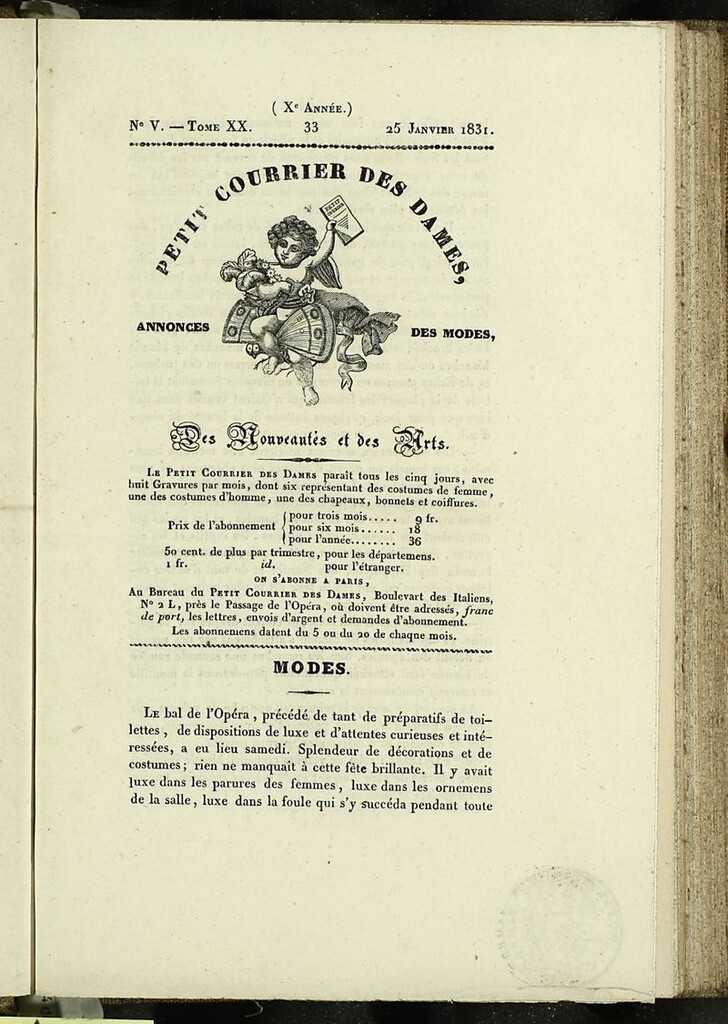 ( Xe Année.)
No V. — Tome XX. 33 25 Janvier 1831.
PETIT COURRIER DES DAMES,
ANNONCES DES MODES,
Des Nouveautés et des Arts.
Le Petit Courrier des Dames paraît tous les cinq jours, avec
huit Gravures par mois, dont six représentant des costumes de femme,
une des costumes d'homme, une des chapeaux, bonnets et coiffures.
Prix de l'abonnement { pour trois mois..... 9 fr.
pour six mois...... 18
pour l'année........ 36
50 cent. de plus par trimestre, pour les départemens.
1 fr. id. pour l'étranger.
ON S'ABONNE A PARIS,
Au Bureau du Petit Courrier des Dames, Boulevart des Italiens,
No 2 L, près le Passage de l'Opéra, où doivent être adressés, franc
de port, les lettres, envois d'argent et demandes d'abonnement.
Les abonnemens datent du 5 ou du 20 de chaque mois.
MODES.
Le bal de l'Opéra, précédé de tant de préparatifs de toi-
lettes, de dispositions de luxe et d'attentes curieuses et inté-
ressées, a eu lieu samedi. Splendeur de décorations et de
costumes; rien ne manquait à cette fête brillante. Il y avait
luxe dans les parures des femmes, luxe dans les ornemens
de la salle, luxe dans la foule qui s'y succéda pendant toute